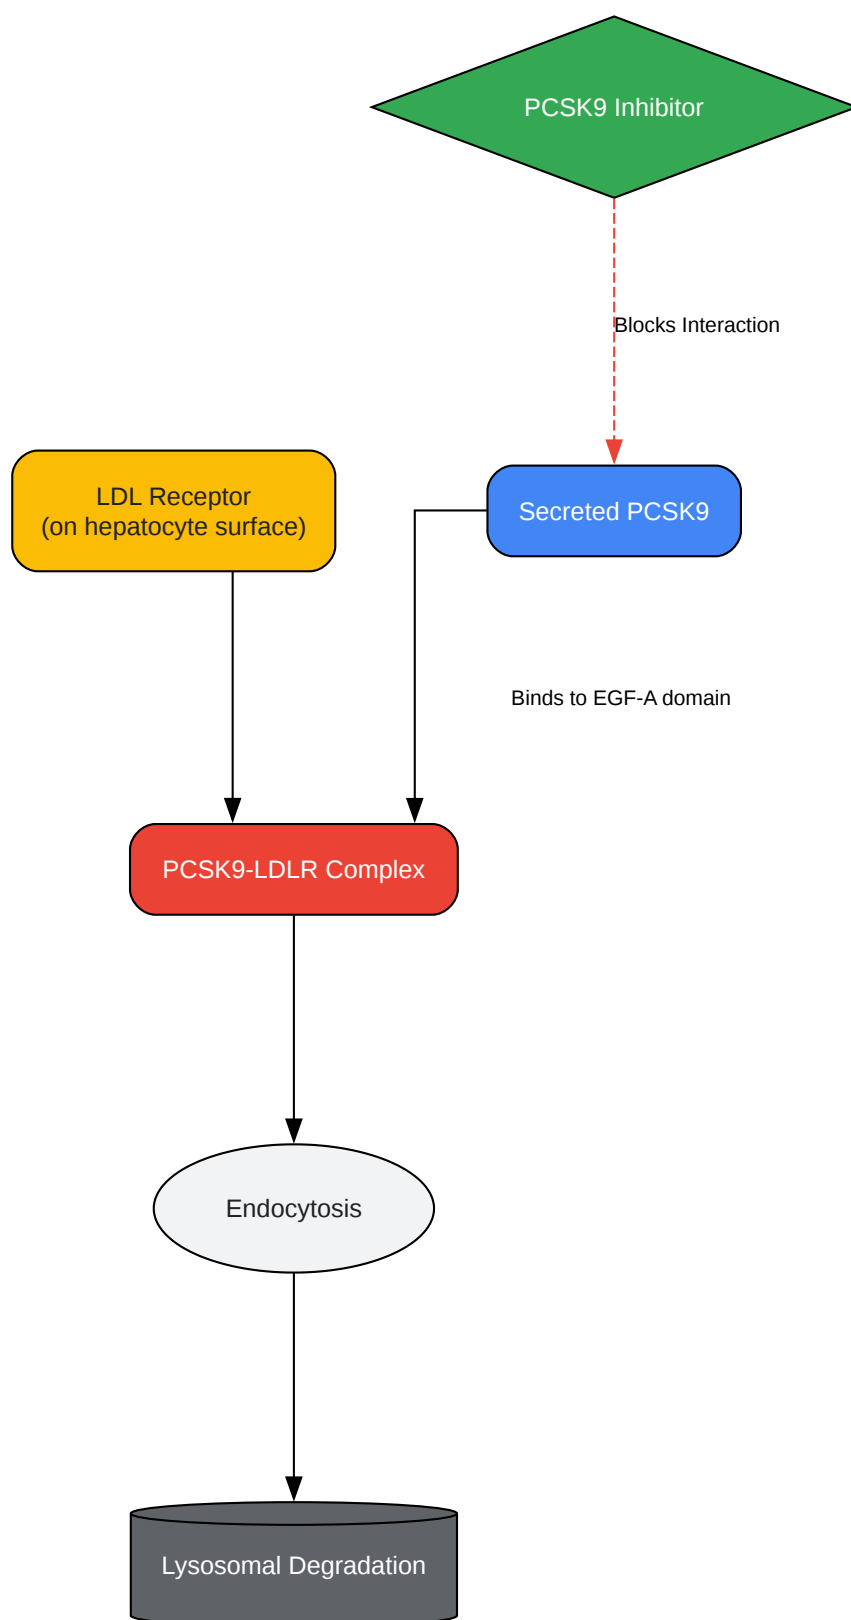 PCSK9 Inhibitor
Blocks Interaction
LDL Receptor
(on hepatocyte surface)
Secreted PCSK9
Binds to EGF-A domain
PCSK9-LDLR Complex
Endocytosis
Lysosomal Degradation